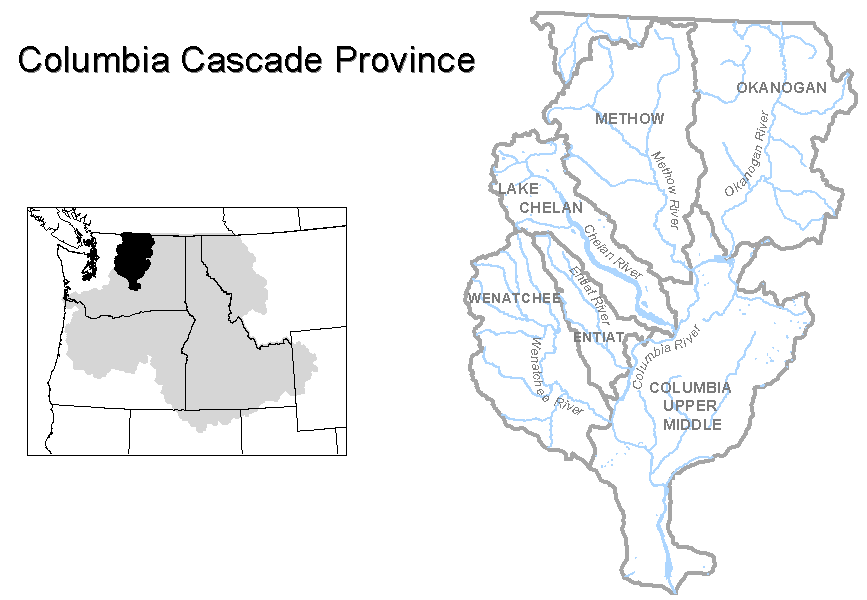 Columbia Cascade Province
OKANOGAN
METHOW
Okanogan River
Methow River
LAKE
CHELAN
Chelan River
Entiat River
WENATCHEE
ENTIAT
Columbia River
Wenatchee River
COLUMBIA
UPPER
MIDDLE